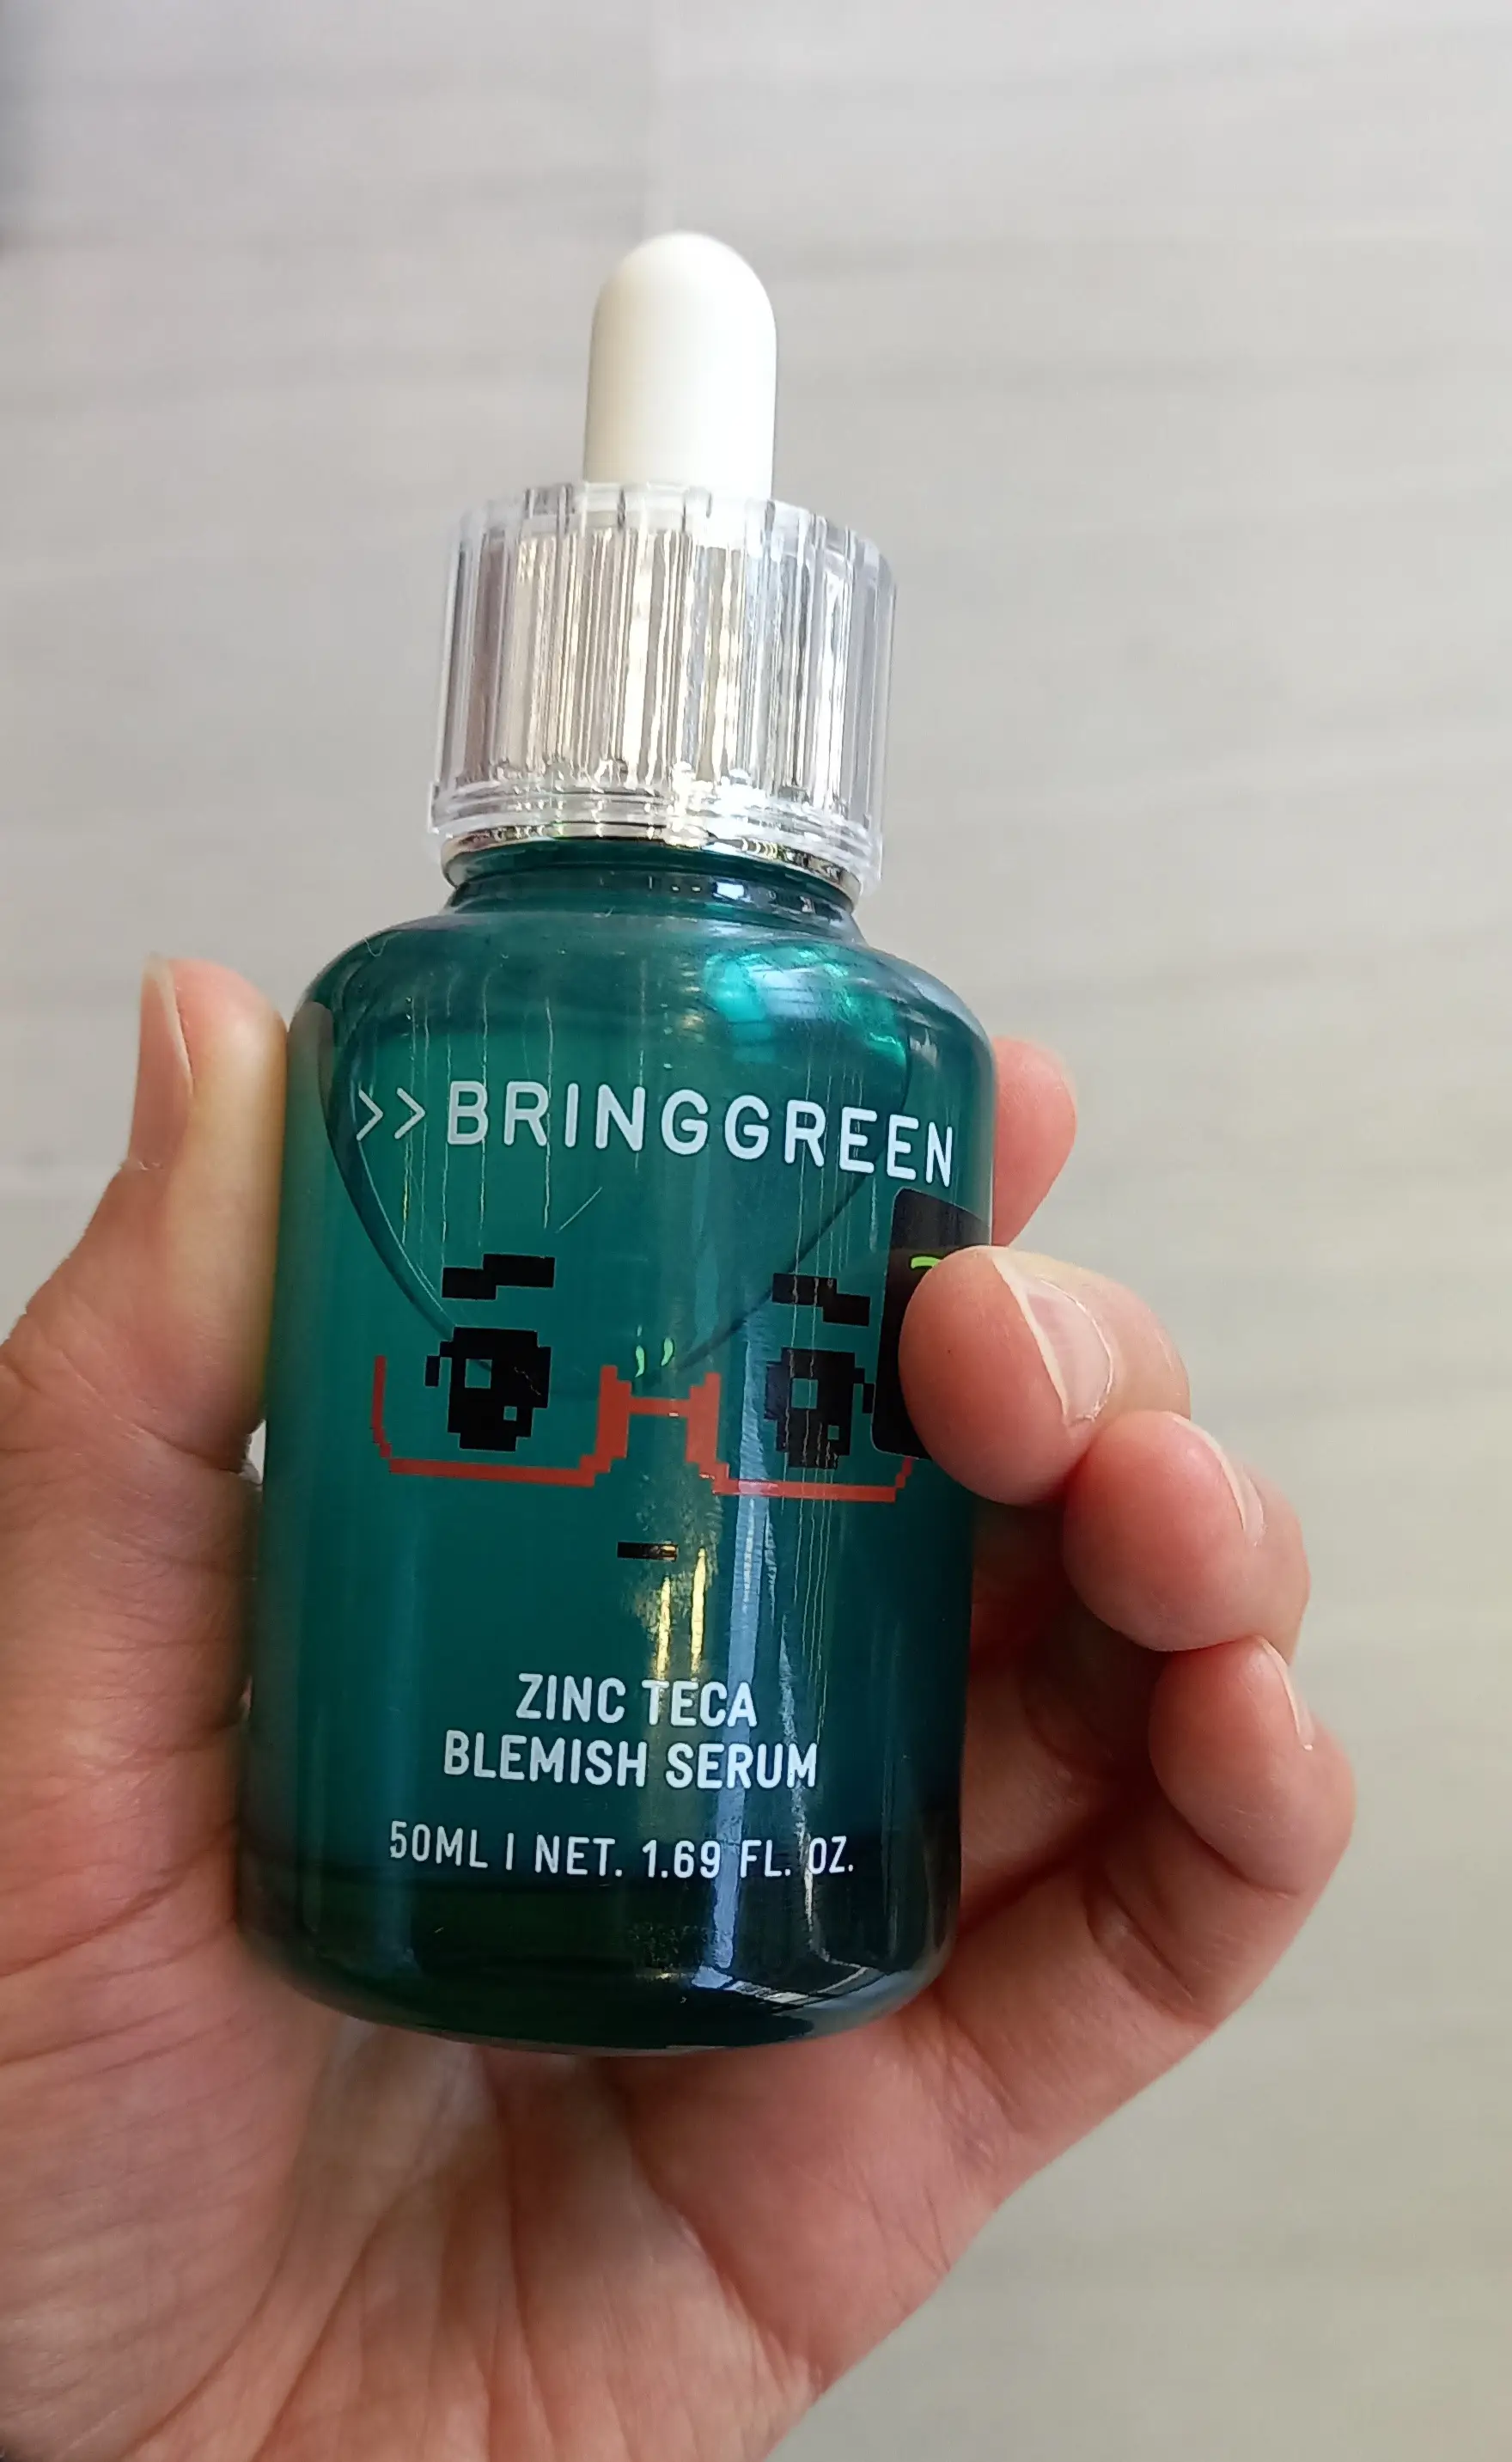 >>BRINGGREEN
ZINC TECA
BLEMISH SERUM
50ML | NET. 1.69 FL. OZ.